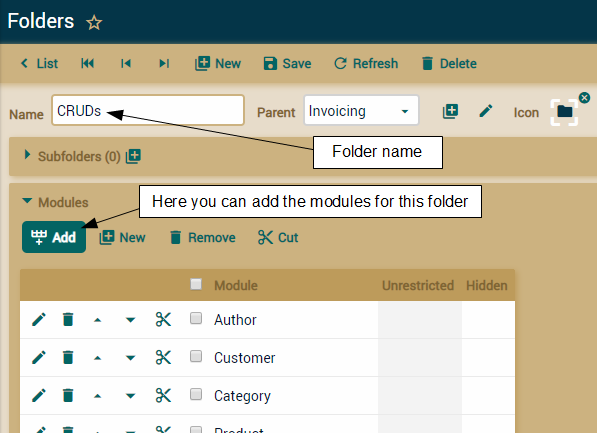 Folders
List New Save Refresh Delete
Name CRUDs Parent Invoicing Icon
Folder name
Subfolders (0)
Here you can add the modules for this folder
Modules
Add New Remove Cut
Module Unrestricted Hidden
Author
Customer
Category
Product